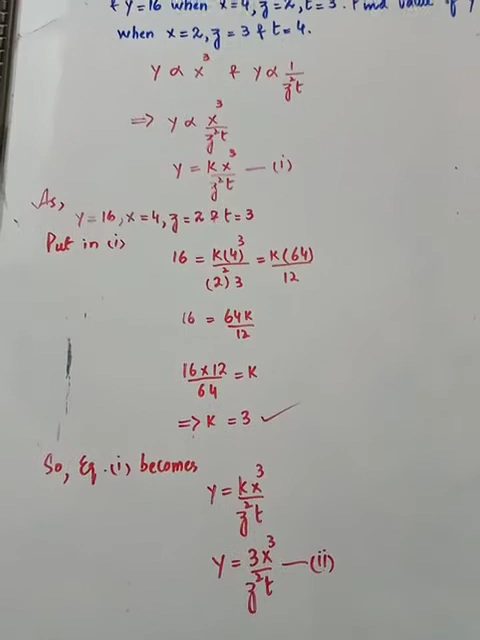 & y=16 when x=4, z=2, t=3. Find value of y
when x=2, z=3 & t=4.
y ∝ x³ & y ∝ 1/z²t
⇒ y ∝ x³/z²t
y = Kx³/z²t — (i)
As,
y=16, x=4, z=2 & t=3
Put in (i)
16 = K(4)³/(2)²3 = K(64)/12
16 = 64K/12
16×12/64 = K
⇒ K = 3 ✓
So, Eq. (i) becomes
y = kx³/z²t
y = 3x³/z²t — (ii)